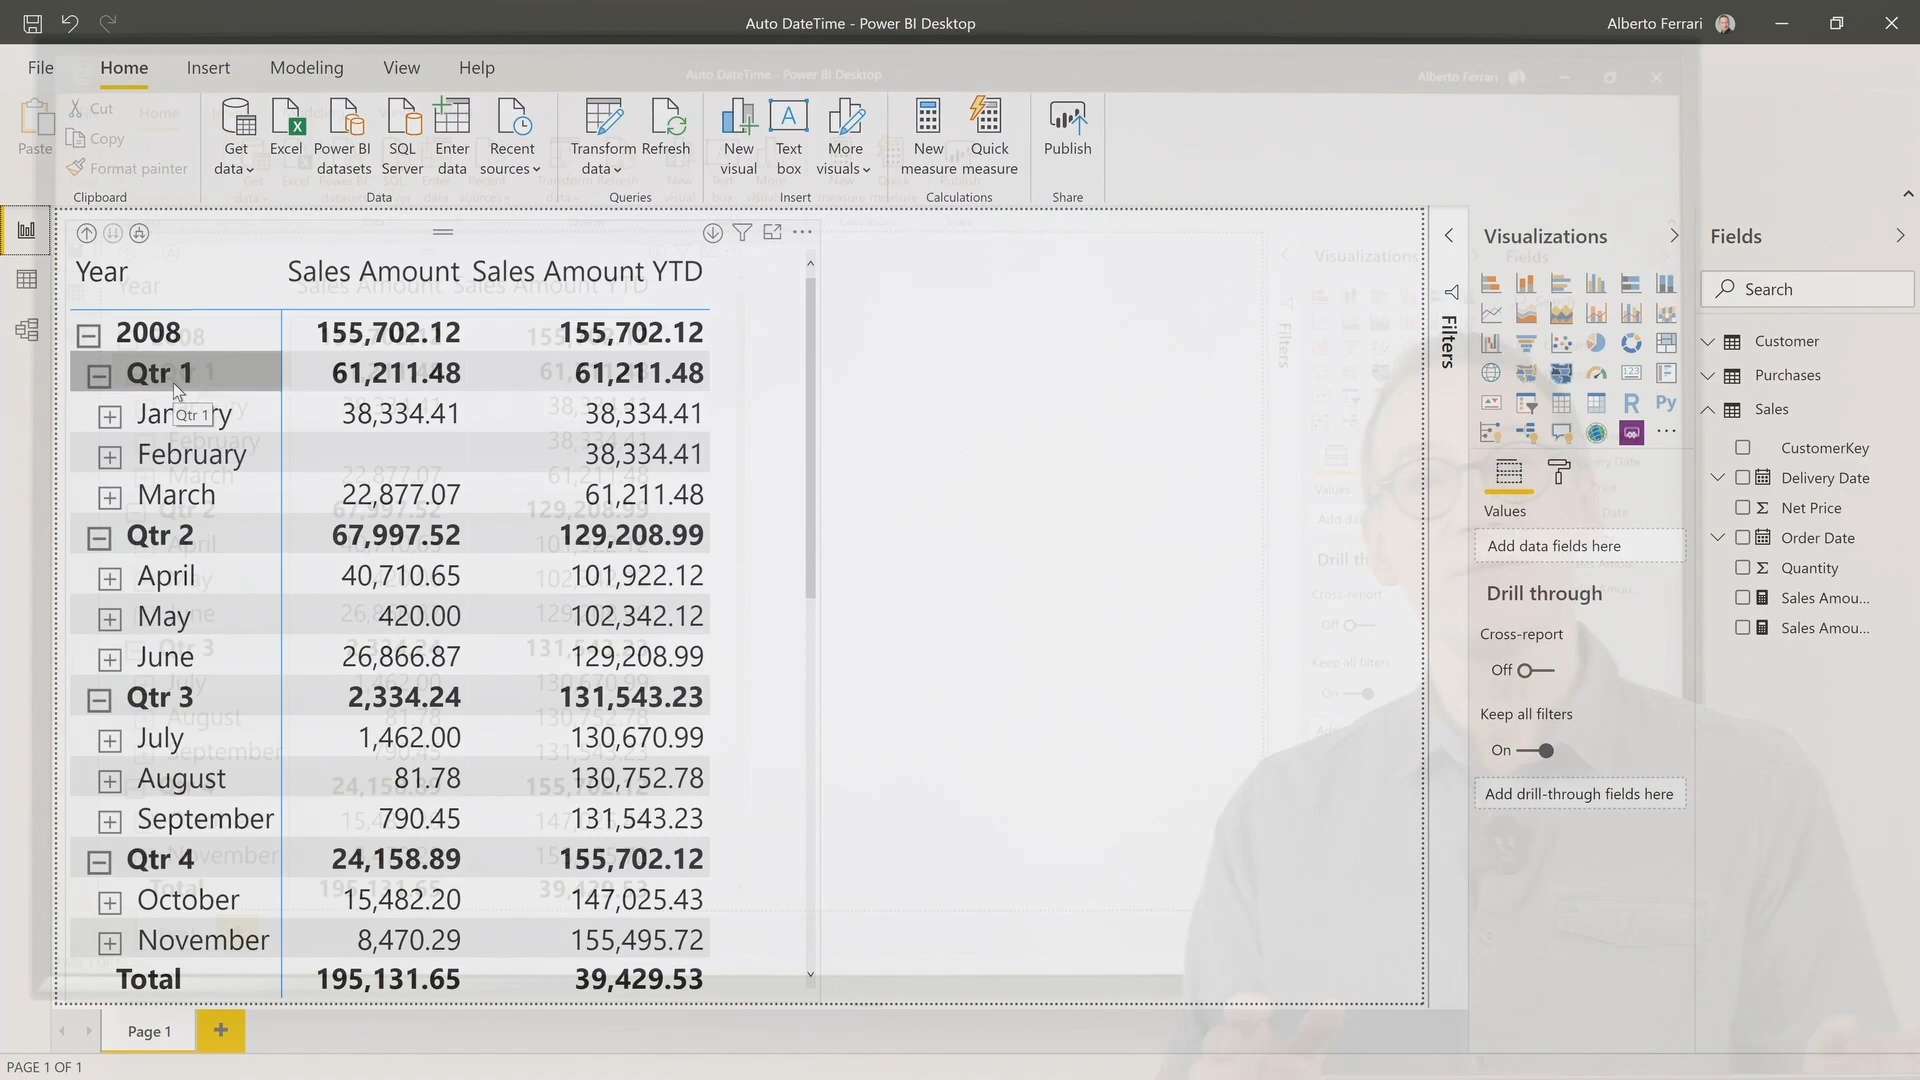 Auto DateTime - Power BI Desktop
Alberto Ferrari
File Home Insert Modeling View Help
Auto DateTime - Power BI Desktop
Alberto Ferrari
Paste
Cut
Copy
Format painter
Clipboard
Get data
Excel
Power BI datasets
SQL Server
Enter data
Recent sources
Data
Transform data
Refresh
Queries
New visual
Text box
More visuals
Insert
New measure
Quick measure
Calculations
Publish
Share
Year Sales Amount Sales Amount YTD
2008 155,702.12 155,702.12
Qtr 1 61,211.48 61,211.48
January 38,334.41 38,334.41
Qtr 1
February 38,334.41
March 22,877.07 61,211.48
Qtr 2 67,997.52 129,208.99
April 40,710.65 101,922.12
May 420.00 102,342.12
June 26,866.87 129,208.99
Qtr 3 2,334.24 131,543.23
July 1,462.00 130,670.99
August 81.78 130,752.78
September 790.45 131,543.23
Qtr 4 24,158.89 155,702.12
October 15,482.20 147,025.43
November 8,470.29 155,495.72
Total 195,131.65 39,429.53
Filters
Visualizations
R Py
Values
Add data fields here
Drill through
Cross-report
Off
Keep all filters
On
Add drill-through fields here
Fields
Search
Customer
Purchases
Sales
CustomerKey
Delivery Date
Net Price
Order Date
Quantity
Sales Amou...
Sales Amou...
Page 1
PAGE 1 OF 1